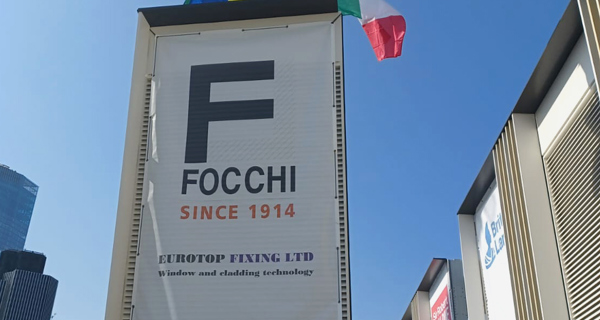 F
FOCCHI
SINCE 1914
EUROTOP FIXING LTD
Window and cladding technology